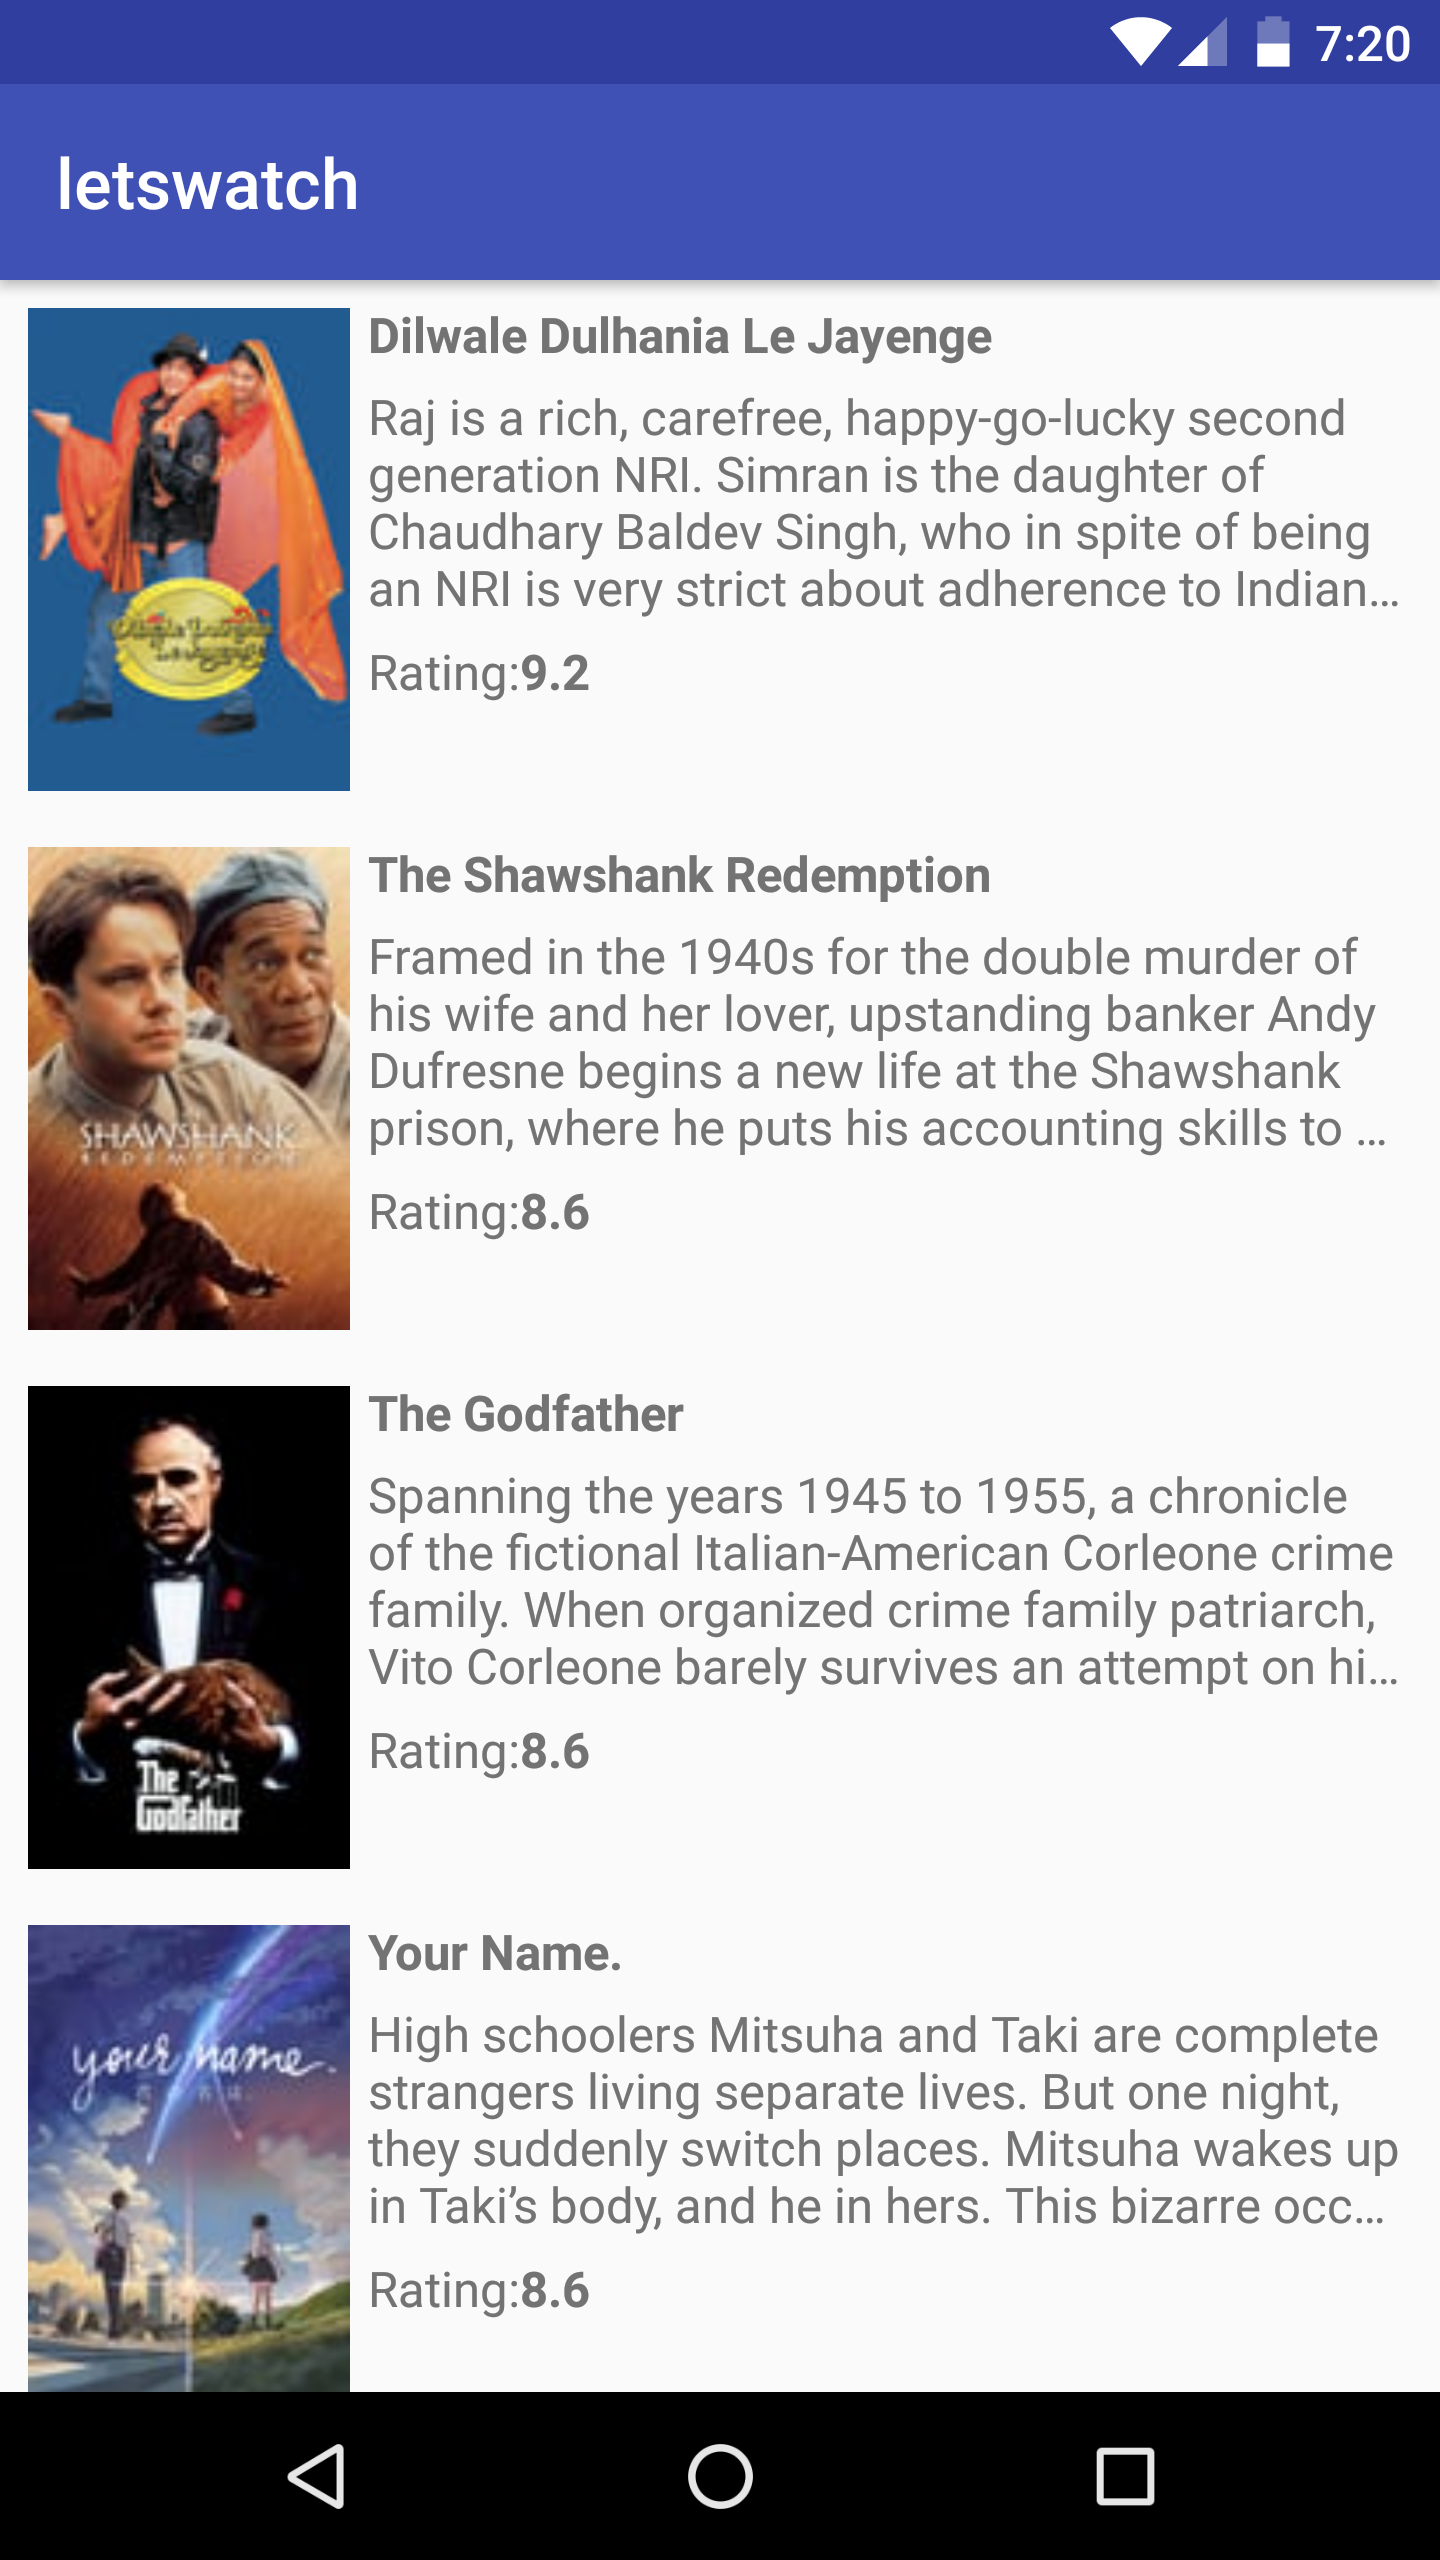 7:20
letswatch
Dilwale Dulhania Le Jayenge
Raj is a rich, carefree, happy-go-lucky second
generation NRI. Simran is the daughter of
Chaudhary Baldev Singh, who in spite of being
an NRI is very strict about adherence to Indian…
Rating:9.2
The Shawshank Redemption
Framed in the 1940s for the double murder of
his wife and her lover, upstanding banker Andy
Dufresne begins a new life at the Shawshank
prison, where he puts his accounting skills to …
Rating:8.6
SHAWSHANK
REDEMPTION
The Godfather
Spanning the years 1945 to 1955, a chronicle
of the fictional Italian-American Corleone crime
family. When organized crime family patriarch,
Vito Corleone barely survives an attempt on hi…
Rating:8.6
The
Godfather
Your Name.
High schoolers Mitsuha and Taki are complete
strangers living separate lives. But one night,
they suddenly switch places. Mitsuha wakes up
in Taki’s body, and he in hers. This bizarre occ…
Rating:8.6
your name.